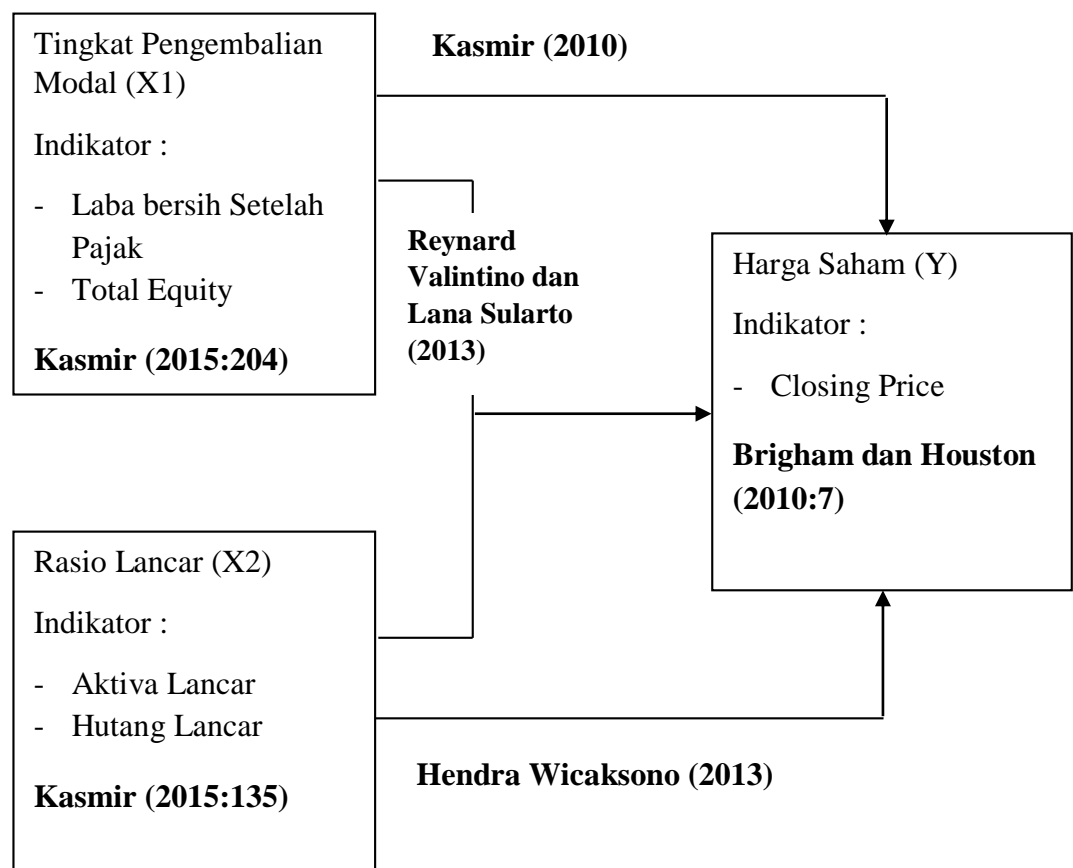 Tingkat Pengembalian
Modal (X1)
Indikator :
- Laba bersih Setelah
Pajak
- Total Equity
Kasmir (2015:204)
Kasmir (2010)
Reynard
Valintino dan
Lana Sularto
(2013)
Harga Saham (Y)
Indikator :
- Closing Price
Brigham dan Houston
(2010:7)
Rasio Lancar (X2)
Indikator :
- Aktiva Lancar
- Hutang Lancar
Kasmir (2015:135)
Hendra Wicaksono (2013)